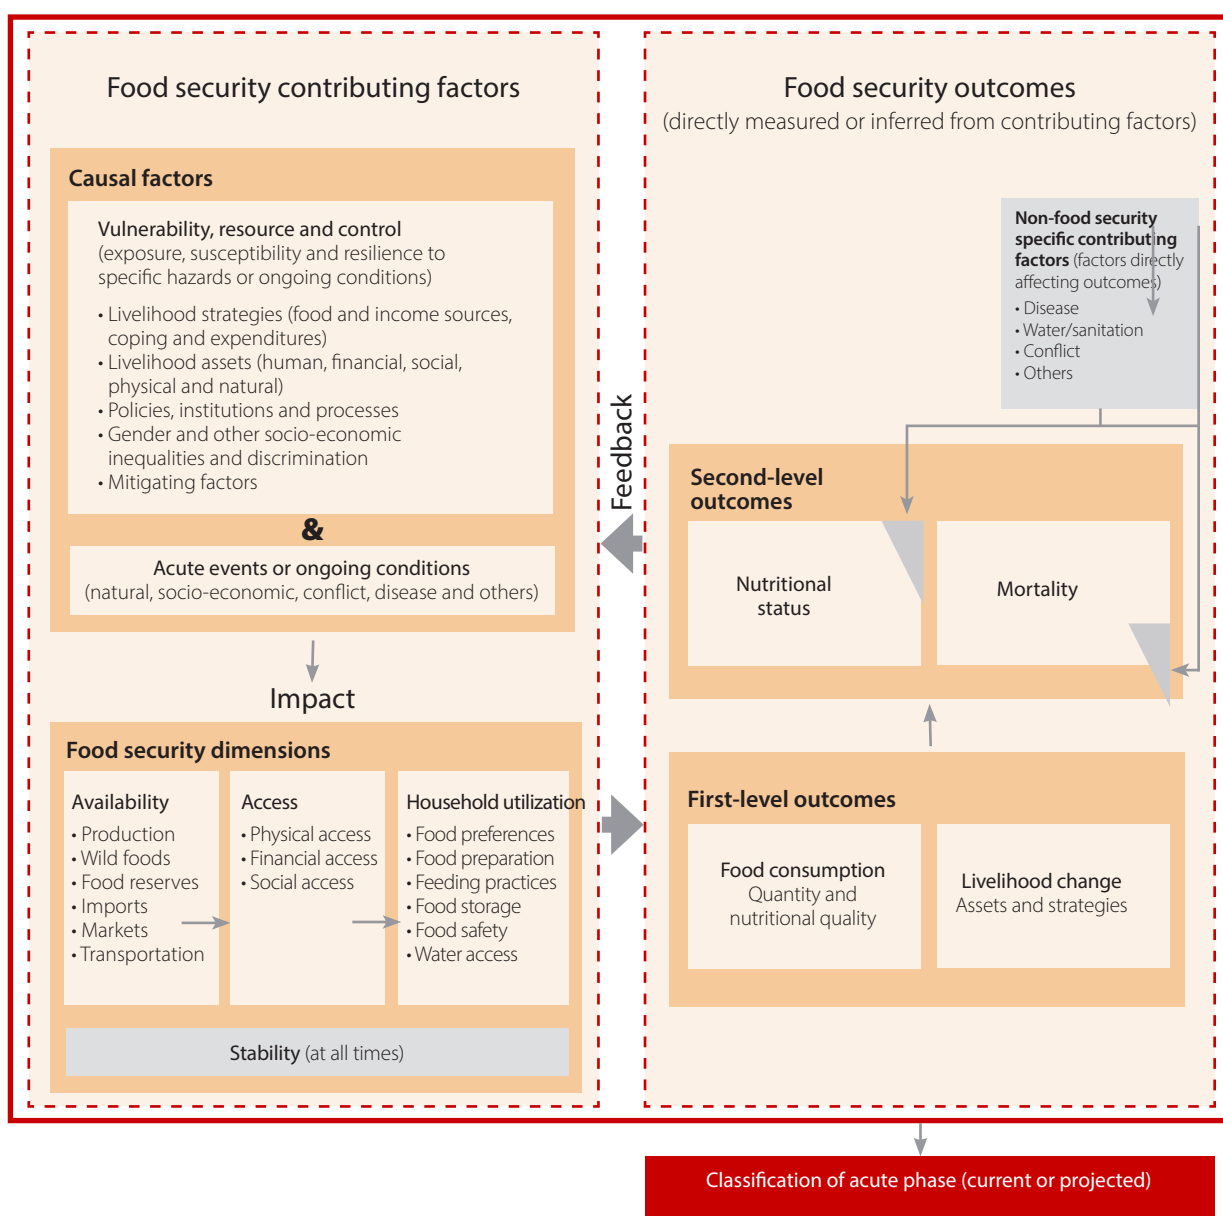 Food security contributing factors
Causal factors
Vulnerability, resource and control
(exposure, susceptibility and resilience to
specific hazards or ongoing conditions)
• Livelihood strategies (food and income sources,
coping and expenditures)
• Livelihood assets (human, financial, social,
physical and natural)
• Policies, institutions and processes
• Gender and other socio-economic
inequalities and discrimination
• Mitigating factors
&
Acute events or ongoing conditions
(natural, socio-economic, conflict, disease and others)
Impact
Food security dimensions
Availability
• Production
• Wild foods
• Food reserves
• Imports
• Markets
• Transportation
Access
• Physical access
• Financial access
• Social access
Household utilization
• Food preferences
• Food preparation
• Feeding practices
• Food storage
• Food safety
• Water access
Stability (at all times)
Feedback
Food security outcomes
(directly measured or inferred from contributing factors)
Non-food security
specific contributing
factors (factors directly
affecting outcomes)
• Disease
• Water/sanitation
• Conflict
• Others
Second-level
outcomes
Nutritional
status
Mortality
First-level outcomes
Food consumption
Quantity and
nutritional quality
Livelihood change
Assets and strategies
Classification of acute phase (current or projected)